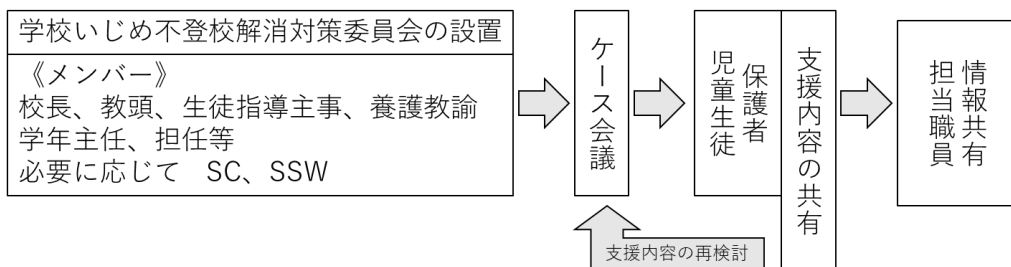 学校いじめ不登校解消対策委員会の設置
《メンバー》
校長、教頭、生徒指導主事、養護教諭
学年主任、担任等
必要に応じて　SC、SSW
ケース会議
保護者
児童生徒
支援内容の共有
情報共有
担当職員
支援内容の再検討